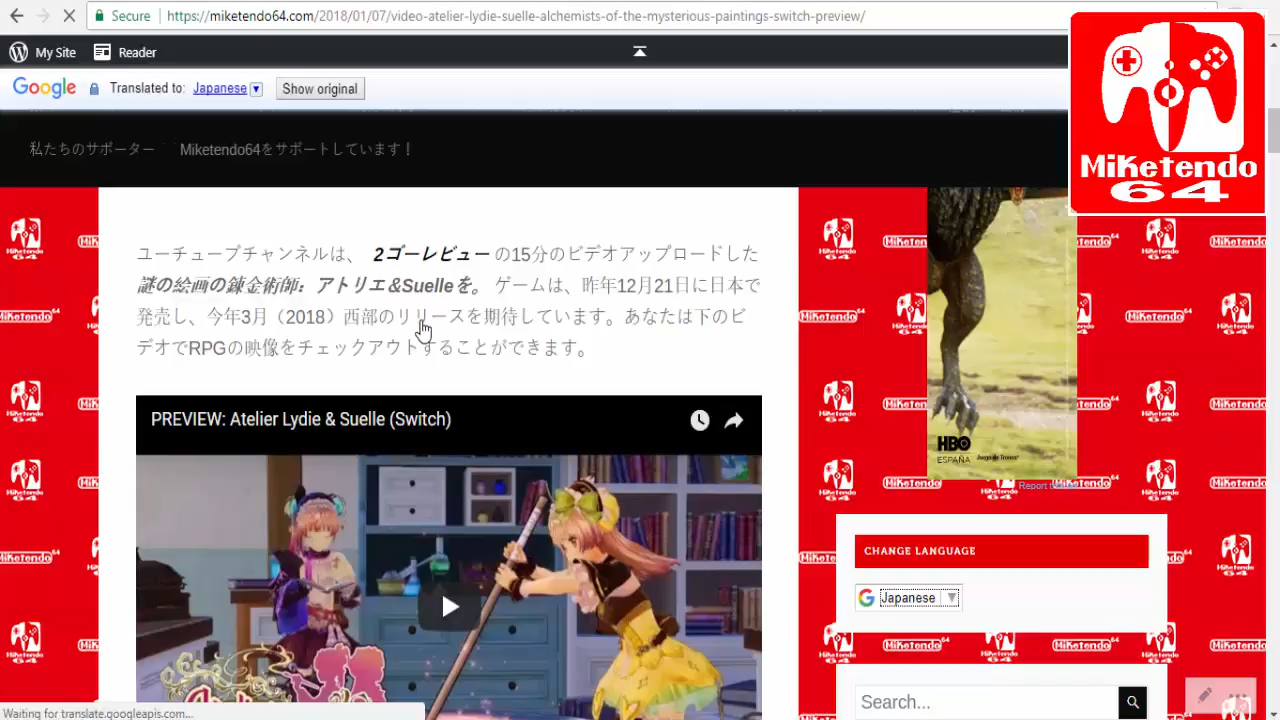 Secure https://miketendo64.com/2018/01/07/video-atelier-lydie-suelle-alchemists-of-the-mysterious-paintings-switch-preview/
My Site Reader
Google Translated to: Japanese Show original
MiKeTENDO
64
私たちのサポーター Miketendo64をサポートしています！
ユーチューブチャンネルは、 2ゴーレビューの15分のビデオアップロードした
謎の絵画の錬金術師：アトリエ＆Suelleを。 ゲームは、昨年12月21日に日本で
発売し、今年3月（2018）西部のリリースを期待しています。あなたは下のビ
デオでRPGの映像をチェックアウトすることができます。
PREVIEW: Atelier Lydie & Suelle (Switch)
HBO
ESPAÑA Juego de Tronos
CHANGE LANGUAGE
Japanese
Search...
Waiting for translate.googleapis.com...